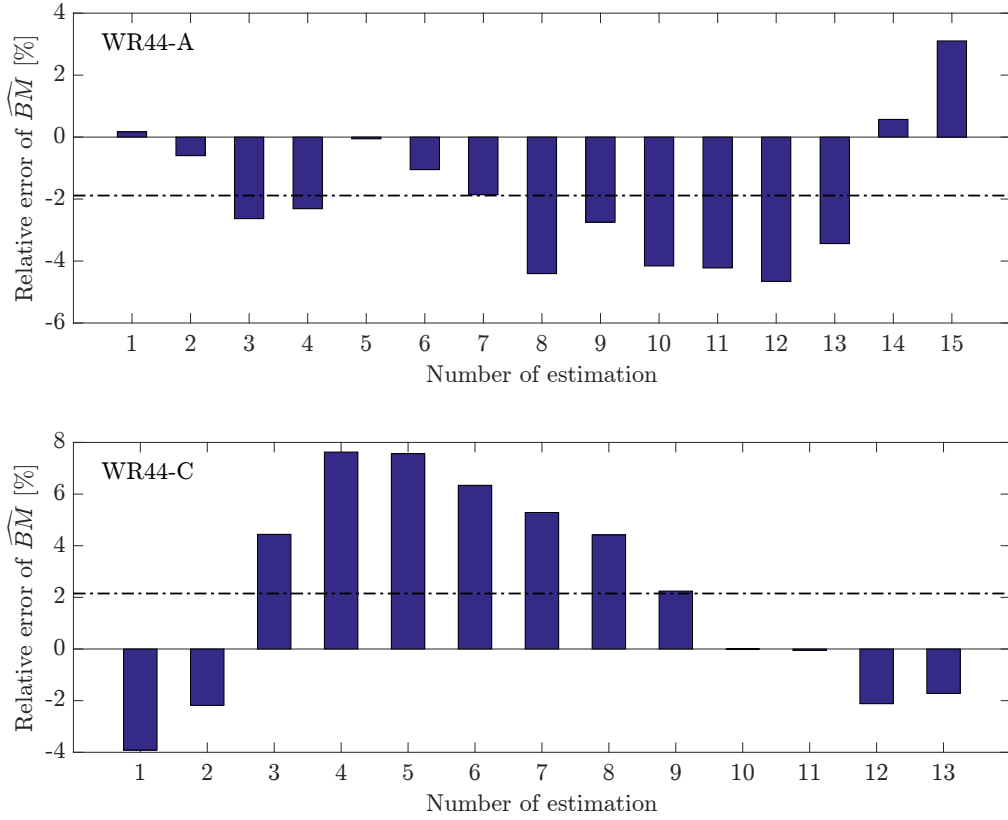 WR44-A
Relative error of \widehat{BM} [%]
4
2
0
-2
-4
-6
1 2 3 4 5 6 7 8 9 10 11 12 13 14 15
Number of estimation
WR44-C
Relative error of \widehat{BM} [%]
8
6
4
2
0
-2
-4
1 2 3 4 5 6 7 8 9 10 11 12 13
Number of estimation